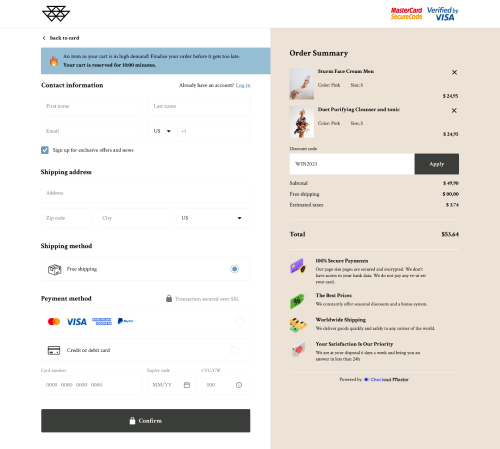 MasterCard
SecureCode
Verified by
VISA
back to card
An item in your cart is in high demand! Finalise your order before it gets too late.
Your cart is reserved for 10:00 minutes.
Contact information
Already have an account? Log in
First name
Last name
Email
US
+1
Sign up for exclusive offers and news
Shipping address
Address
Zip code
City
US
Shipping method
Free shipping
Payment method
Transaction secured over SSL
VISA
AMERICAN EXPRESS
PayPal
Credit or debit card
Card number
Expiry code
CVC/CVV
0000 0000 0000 0000
MM/YY
000
Confirm
Order Summary
Sturm Face Cream Men
Color: Pink
Size:S
$ 24,95
Duet Purifying Cleanser and tonic
Color: Pink
Size:S
$ 24,95
Discount code
WIN2023
Apply
Subtotal
$ 49,90
Free shipping
$ 00,00
Estimated taxes
$ 3.74
Total
$53.64
100% Secure Payments
Our page size pages are secured and encrypted. We don't
have access to your bank data. We do not pay any or at
your card.
The Best Prices
We constantly offer seasonal discounts and a bonus system.
Worldwide Shipping
We deliver goods quickly and safely to any corner of the world.
Your Satisfaction Is Our Priority
We are at your disposal 6 days a week and bring you an
answer in less than 24h
Powered by
Checkout Master